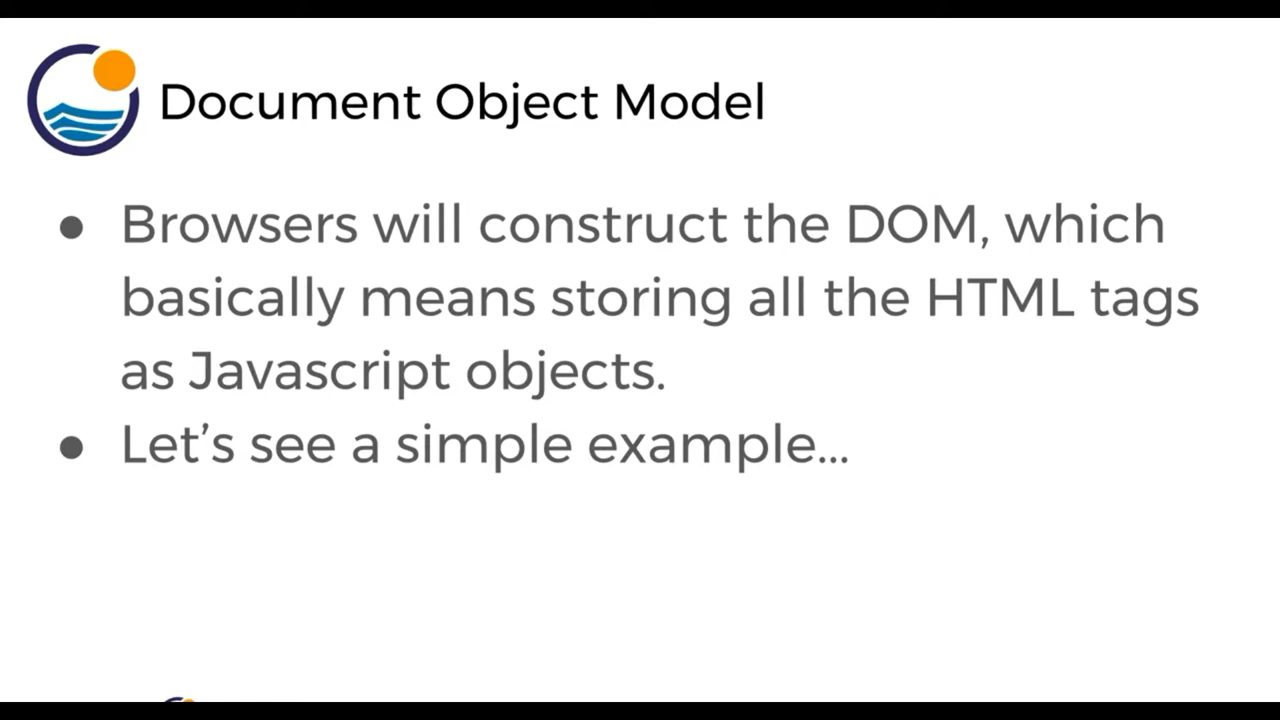 Document Object Model
● Browsers will construct the DOM, which
basically means storing all the HTML tags
as Javascript objects.
● Let’s see a simple example...